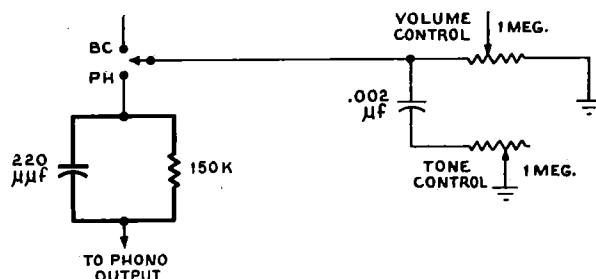 VOLUME
CONTROL
1 MEG.
BC
PH
.002
μf
220
μμf
150K
TONE
CONTROL
1 MEG.
TO PHONO
OUTPUT